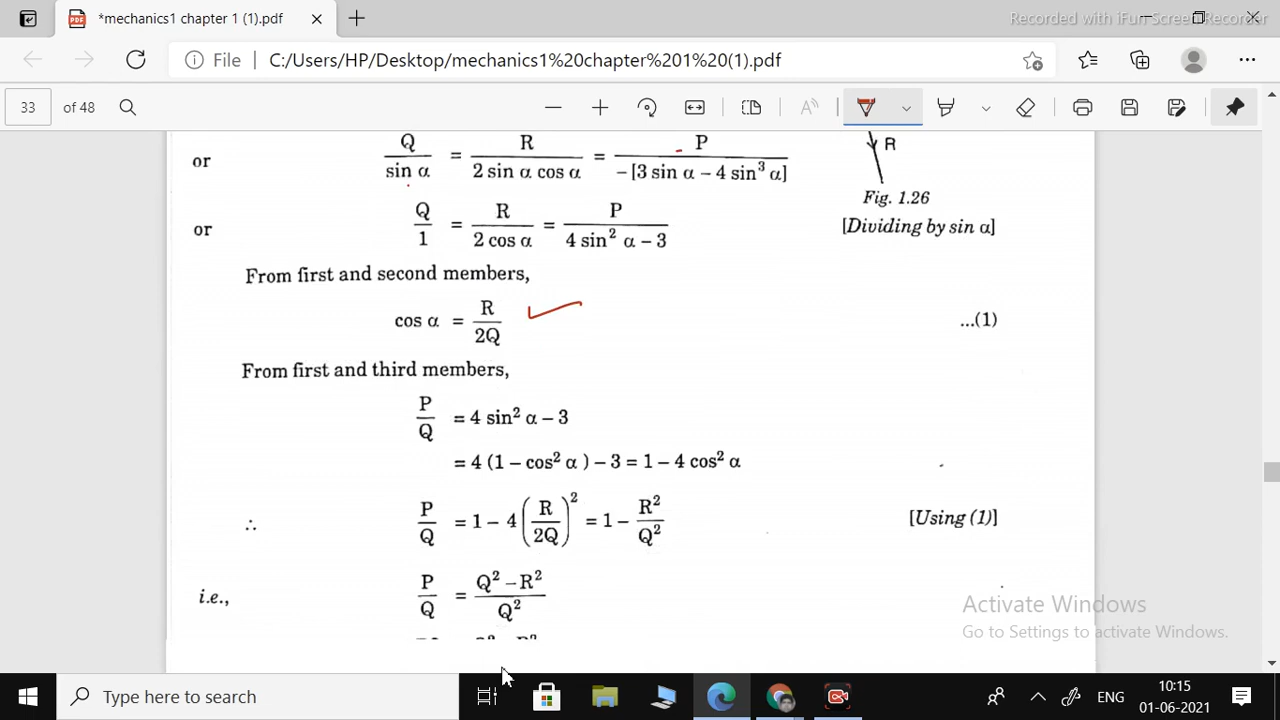 *mechanics1 chapter 1 (1).pdf
Recorded with iFun Screen Recorder
File C:/Users/HP/Desktop/mechanics1%20chapter%201%20(1).pdf
33 of 48
or Q/sin α = R/2 sin α cos α = P/–[3 sin α – 4 sin³ α]
R
Fig. 1.26
or Q/1 = R/2 cos α = P/4 sin² α – 3 [Dividing by sin α]
From first and second members,
cos α = R/2Q ...(1)
From first and third members,
P/Q = 4 sin² α – 3
= 4 (1 – cos² α ) – 3 = 1 – 4 cos² α
∴ P/Q = 1 – 4 (R/2Q)² = 1 – R²/Q² [Using (1)]
i.e., P/Q = Q² – R²/Q²
Activate Windows
Go to Settings to activate Windows.
Type here to search
ENG
10:15
01-06-2021